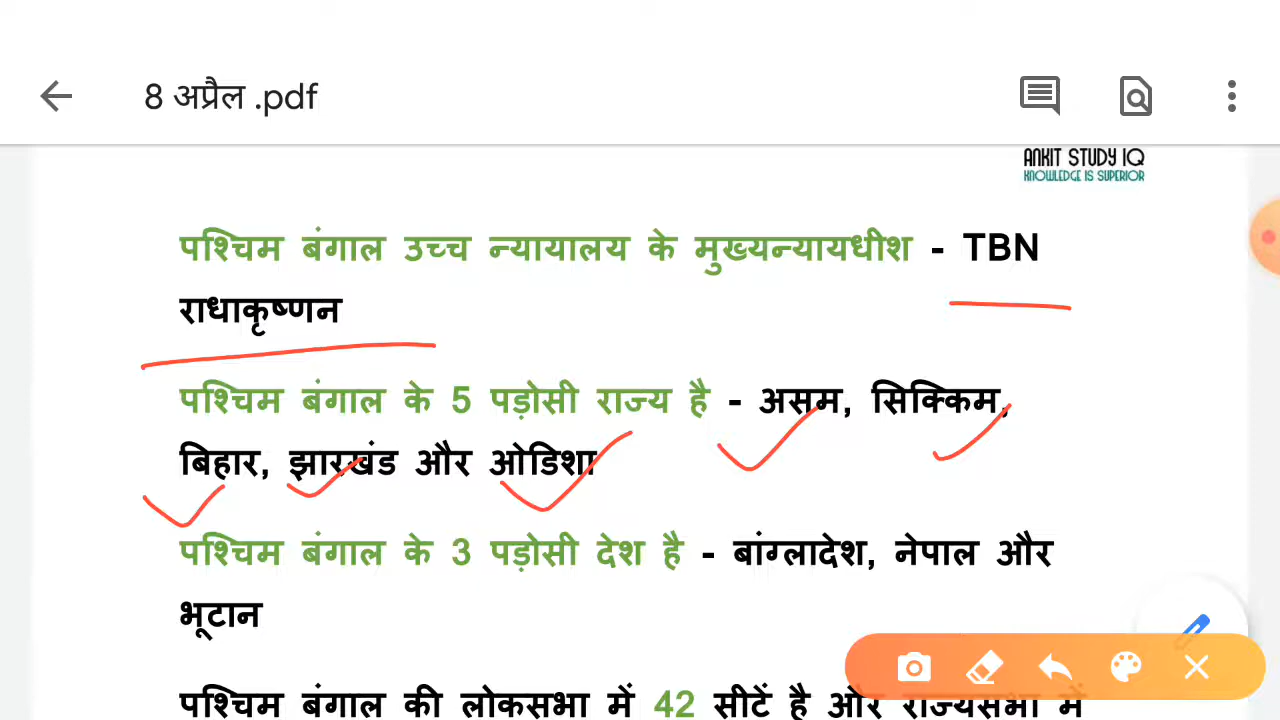 8 अप्रैल .pdf
ANKIT STUDY IQ
KNOWLEDGE IS SUPERIOR
पश्चिम बंगाल उच्च न्यायालय के मुख्यन्यायधीश - TBN
राधाकृष्णन
पश्चिम बंगाल के 5 पड़ोसी राज्य है - असम, सिक्किम,
बिहार, झारखंड और ओडिशा
पश्चिम बंगाल के 3 पड़ोसी देश है - बांग्लादेश, नेपाल और
भूटान
पश्चिम बंगाल की लोकसभा में 42 सीटें है और राज्यसभा में